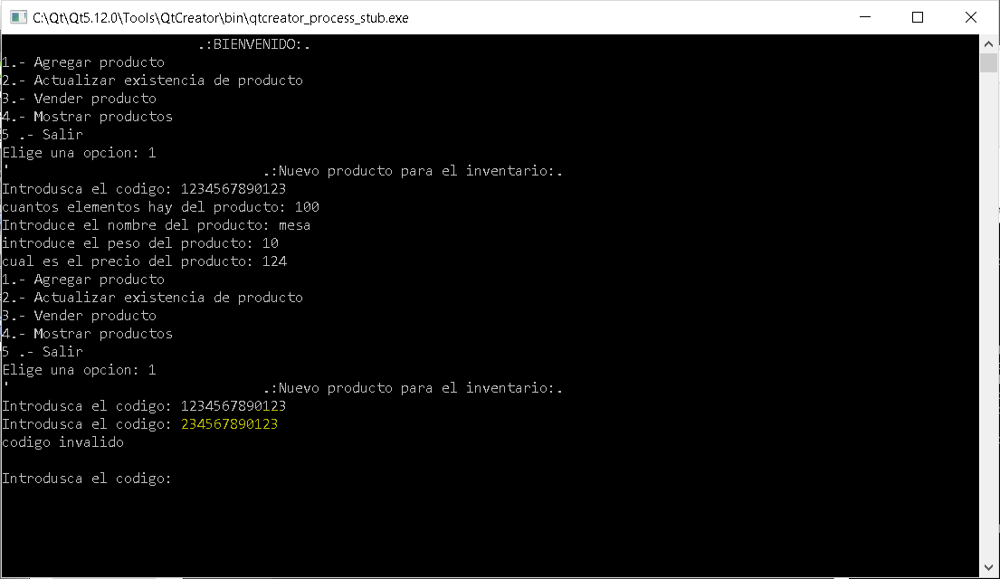 C:\Qt\Qt5.12.0\Tools\QtCreator\bin\qtcreator_process_stub.exe
.:BIENVENIDO:.
1.- Agregar producto
2.- Actualizar existencia de producto
3.- Vender producto
4.- Mostrar productos
5 .- Salir
Elige una opcion: 1
' .:Nuevo producto para el inventario:.
Introdusca el codigo: 1234567890123
cuantos elementos hay del producto: 100
Introduce el nombre del producto: mesa
introduce el peso del producto: 10
cual es el precio del producto: 124
1.- Agregar producto
2.- Actualizar existencia de producto
3.- Vender producto
4.- Mostrar productos
5 .- Salir
Elige una opcion: 1
' .:Nuevo producto para el inventario:.
Introdusca el codigo: 1234567890123
Introdusca el codigo: 234567890123
codigo invalido
Introdusca el codigo: